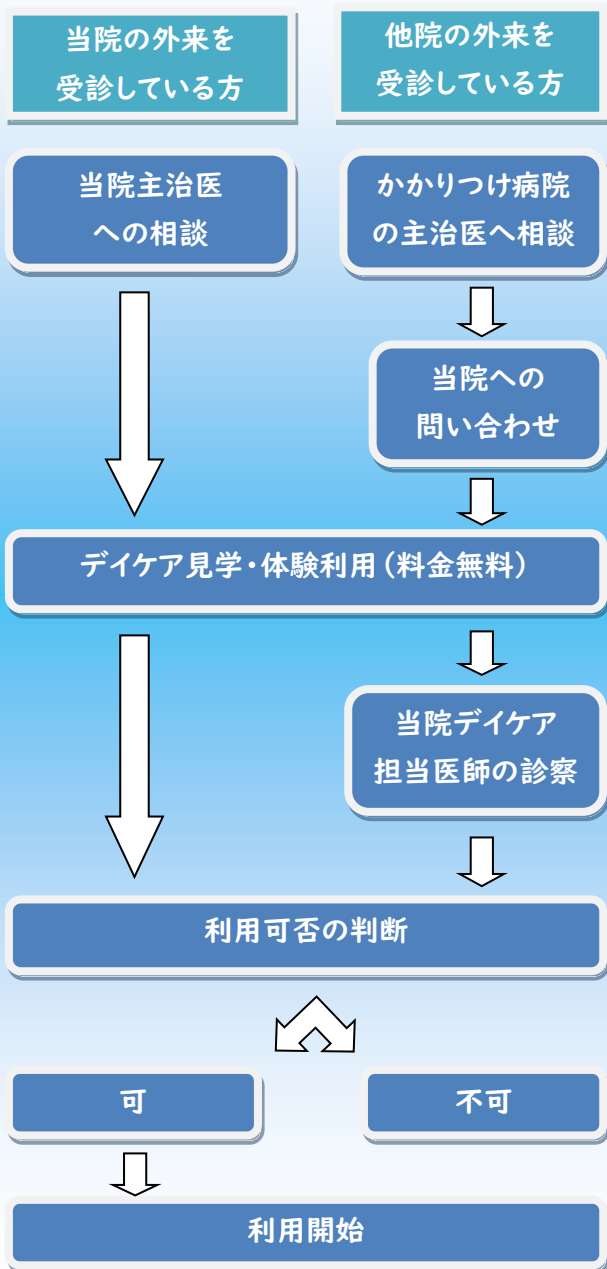 当院の外来を
受診している方
他院の外来を
受診している方
当院主治医
への相談
かかりつけ病院
の主治医へ相談
当院への
問い合わせ
デイケア見学・体験利用(料金無料)
当院デイケア
担当医師の診察
利用可否の判断
可
不可
利用開始